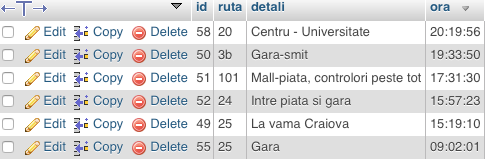 ←T→ id ruta detali ora
Edit Copy Delete 58 20 Centru - Universitate 20:19:56
Edit Copy Delete 50 3b Gara-smit 19:33:50
Edit Copy Delete 51 101 Mall-piata, controlori peste tot 17:31:30
Edit Copy Delete 52 24 Intre piata si gara 15:57:23
Edit Copy Delete 49 25 La vama Craiova 15:19:10
Edit Copy Delete 55 25 Gara 09:02:01